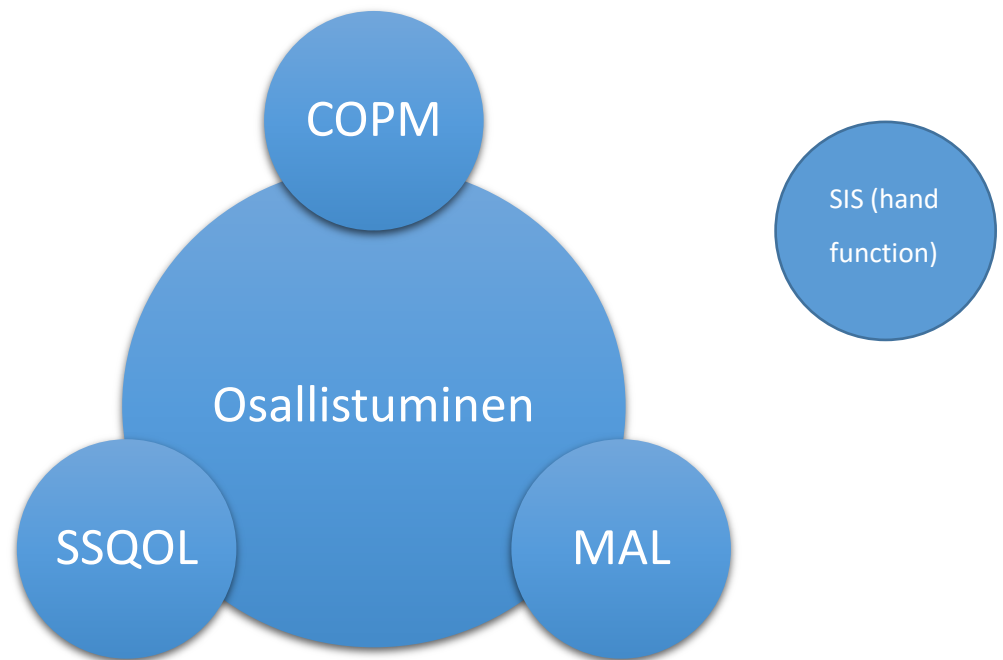 COPM
SIS (hand
function)
Osallistuminen
SSQOL
MAL